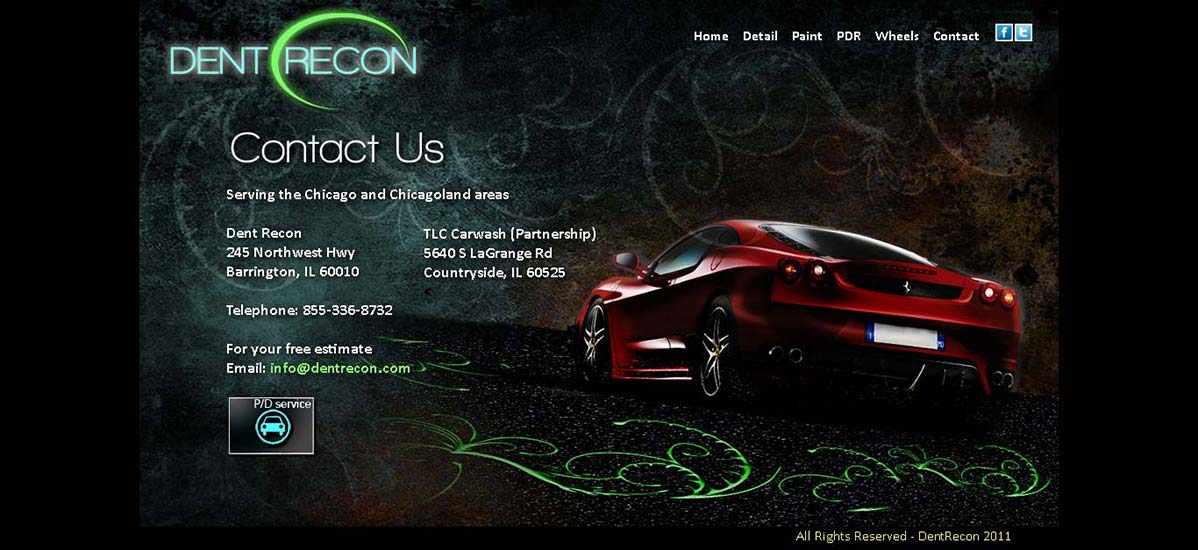 DENT RECON
Home Detail Paint PDR Wheels Contact
Contact Us
Serving the Chicago and Chicagoland areas
Dent Recon
245 Northwest Hwy
Barrington, IL 60010
TLC Carwash (Partnership)
5640 S LaGrange Rd
Countryside, IL 60525
Telephone: 855-336-8732
For your free estimate
Email: info@dentrecon.com
P/D service
All Rights Reserved - DentRecon 2011